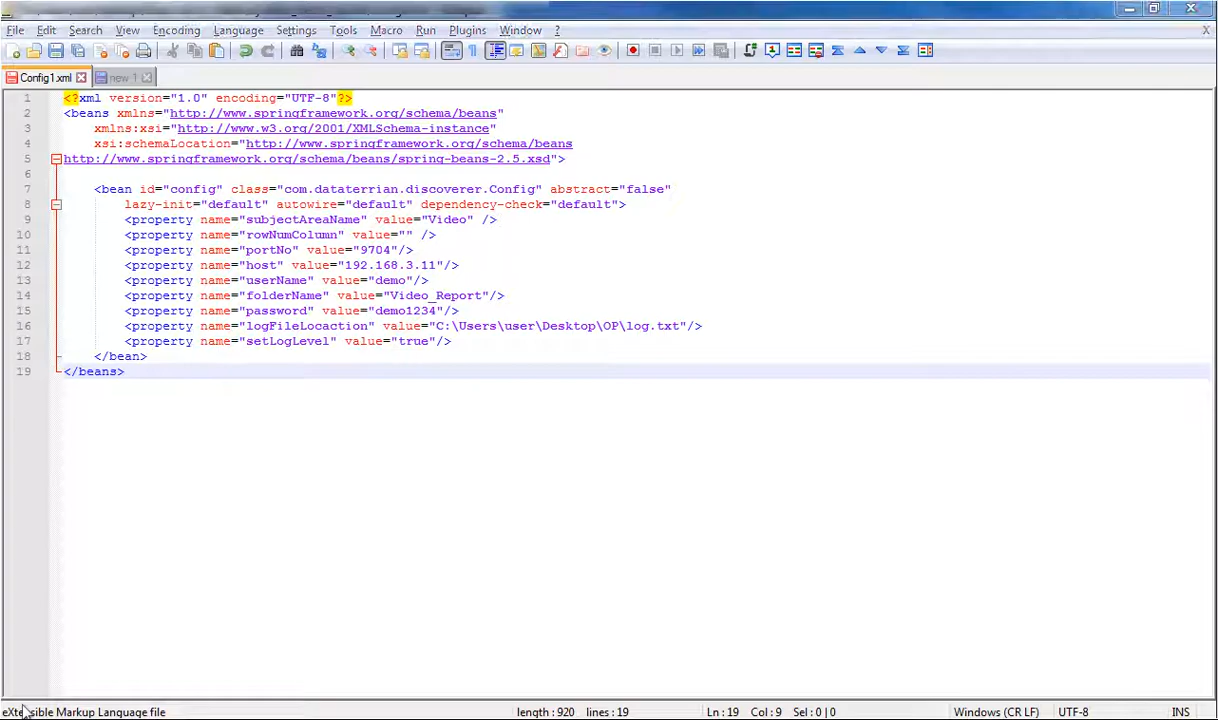 File Edit Search View Encoding Language Settings Tools Macro Run Plugins Window ? X
Config1.xml new 1
1 <?xml version="1.0" encoding="UTF-8"?>
2 <beans xmlns="http://www.springframework.org/schema/beans"
3 xmlns:xsi="http://www.w3.org/2001/XMLSchema-instance"
4 xsi:schemaLocation="http://www.springframework.org/schema/beans
5 http://www.springframework.org/schema/beans/spring-beans-2.5.xsd">
6
7 <bean id="config" class="com.dataterrian.discoverer.Config" abstract="false"
8 lazy-init="default" autowire="default" dependency-check="default">
9 <property name="subjectAreaName" value="Video" />
10 <property name="rowNumColumn" value="" />
11 <property name="portNo" value="9704"/>
12 <property name="host" value="192.168.3.11"/>
13 <property name="userName" value="demo"/>
14 <property name="folderName" value="Video_Report"/>
15 <property name="password" value="demo1234"/>
16 <property name="logFileLocaction" value="C:\Users\user\Desktop\OP\log.txt"/>
17 <property name="setLogLevel" value="true"/>
18 </bean>
19 </beans>
eXtensible Markup Language file length : 920 lines : 19 Ln : 19 Col : 9 Sel : 0 | 0 Windows (CR LF) UTF-8 INS